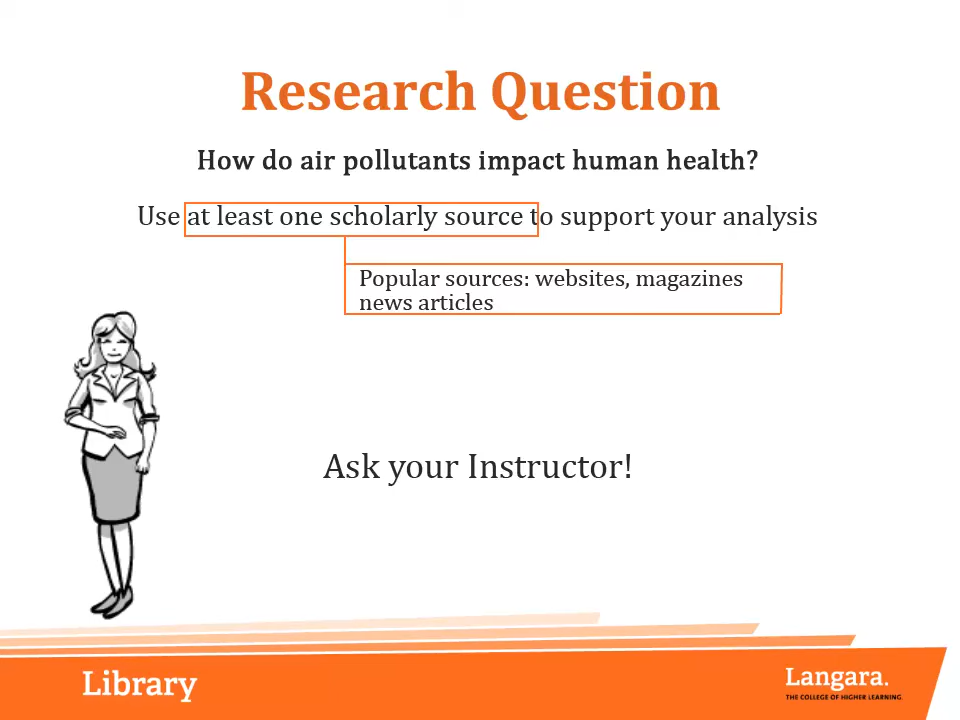 Research Question
How do air pollutants impact human health?
Use at least one scholarly source to support your analysis
Popular sources: websites, magazines
news articles
Ask your Instructor!
Library
Langara.
THE COLLEGE OF HIGHER LEARNING.